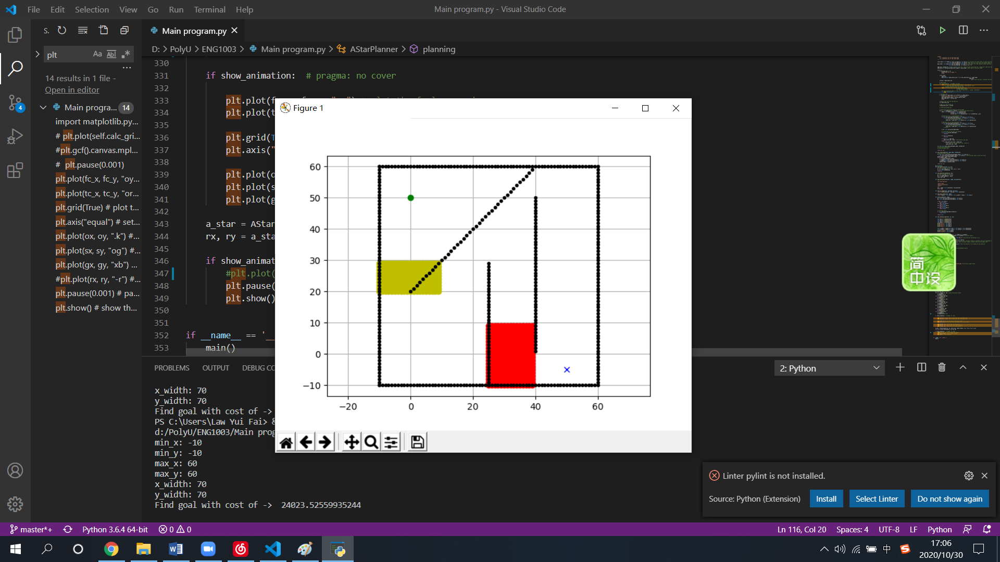 File Edit Selection View Go Run Terminal Help
Main program.py - Visual Studio Code
S.
Main program.py
plt
Aa Abl .*
14 results in 1 file -
Open in editor
Main progra... 14
import matplotlib.py...
# plt.plot(self.calc_gri...
#plt.gcf().canvas.mpl...
# plt.pause(0.001)
plt.plot(fc_x, fc_y, "oy...
plt.plot(tc_x, tc_y, "or...
plt.grid(True) # plot t...
plt.axis("equal") # set...
plt.plot(ox, oy, ".k") #...
plt.plot(sx, sy, "og") #...
plt.plot(gx, gy, "xb") ...
#plt.plot(rx, ry, "-r") #...
plt.pause(0.001) # pa...
plt.show() # show th...
4
D: > PolyU > ENG1003 > Main program.py > AStarPlanner > planning
330
331 if show_animation: # pragma: no cover
332
333 plt.plot(f
334 plt.plot(t
335
336 plt.grid(T
337 plt.axis("
338
339 plt.plot(o
340 plt.plot(s
341 plt.plot(g
342
343 a_star = AStar
344 rx, ry = a_sta
345
346 if show_animat
347 #plt.plot(
348 plt.pause(
349 plt.show()
350
351
352 if __name__ == '__
353 main()
Figure 1
60
50
40
30
20
10
0
−10
−20 0 20 40 60
简
中设
PROBLEMS OUTPUT DEBUG CO
2: Python
x_width: 70
y_width: 70
Find goal with cost of ->
PS C:\Users\Law Yui Fai> &
d:/PolyU/ENG1003/Main prog
min_x: -10
min_y: -10
max_x: 60
max_y: 60
x_width: 70
y_width: 70
Find goal with cost of -> 24023.52559935244
Linter pylint is not installed.
Source: Python (Extension)
Install
Select Linter
Do not show again
master*+
Python 3.6.4 64-bit
0 0
Ln 116, Col 20
Spaces: 4
UTF-8
LF
Python
中
17:06
2020/10/30